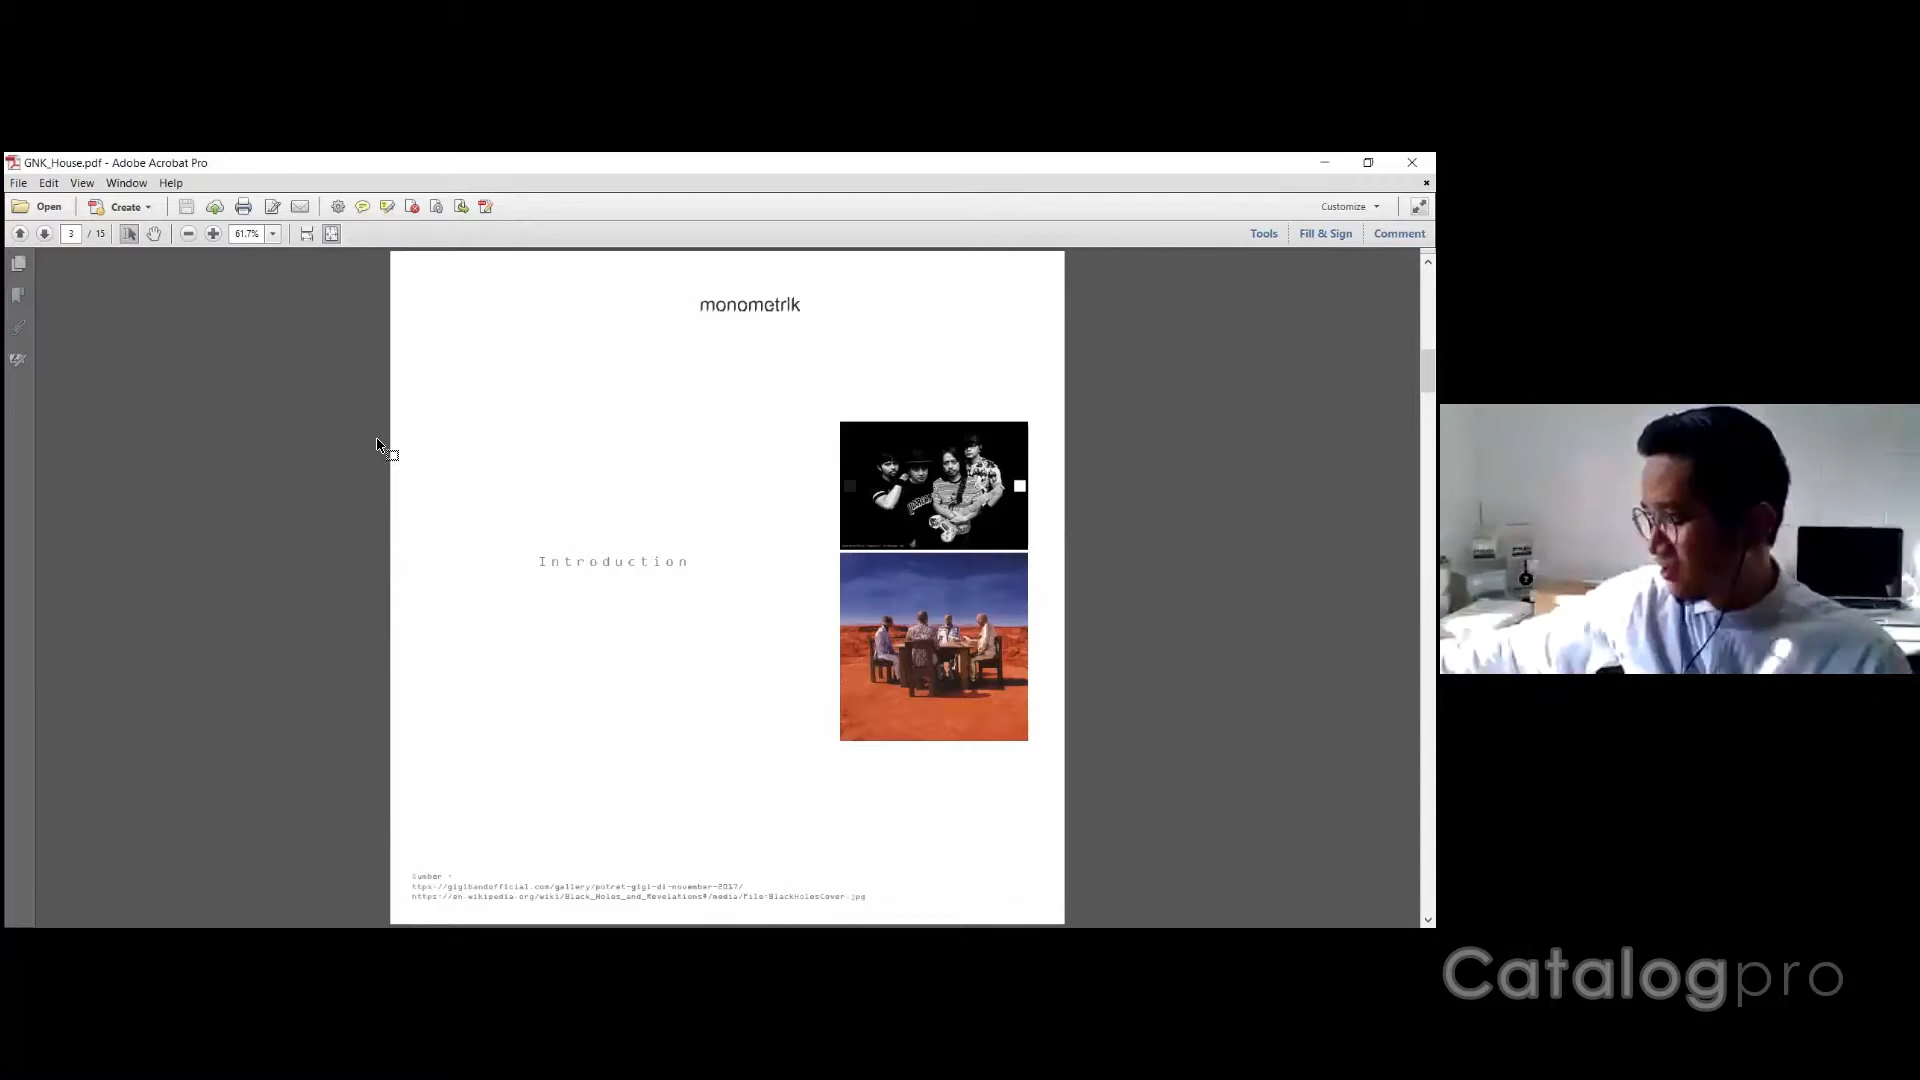 GNK_House.pdf - Adobe Acrobat Pro
File Edit View Window Help
Open Create Customize
3 / 15 61.7% Tools Fill & Sign Comment
monometrIk
Introduction
Sumber :
ttps://gigibandofficial.com/gallery/potret-gigi-di-november-2017/
https://en.wikipedia.org/wiki/Black_Holes_and_Revelations#/media/File:BlackHolesCover.jpg
Catalogpro